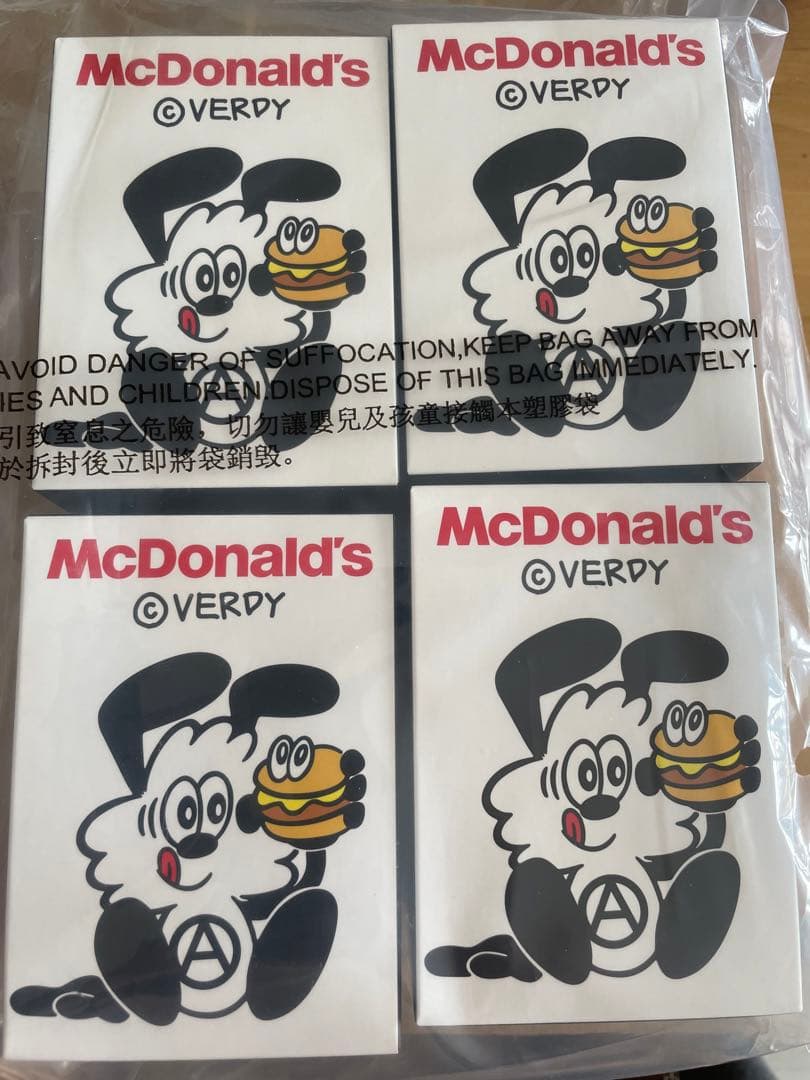 McDonald's
© VERDY
McDonald's
© VERDY
A
A
AVOID DANGER OF SUFFOCATION,KEEP BAG AWAY FROM
IES AND CHILDREN.DISPOSE OF THIS BAG IMMEDIATELY.
引致窒息之危險，切勿讓嬰兒及孩童接觸本塑膠袋
於拆封後立即將袋銷毀。
McDonald's
© VERDY
McDonald's
© VERDY
A
A